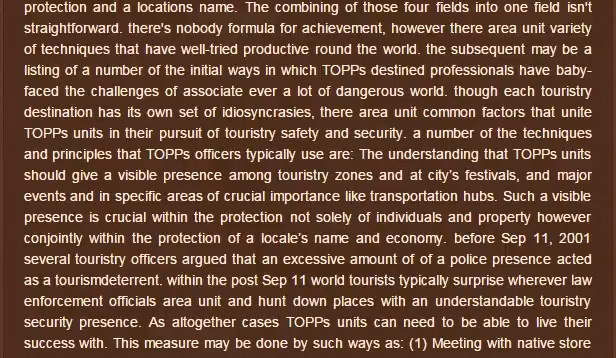 protection and a locations name. The combining of those four fields into one field isn't
straightforward. there's nobody formula for achievement, however there area unit variety
of techniques that have well-tried productive round the world. the subsequent may be a
listing of a number of the initial ways in which TOPPs destined professionals have baby-
faced the challenges of associate ever a lot of dangerous world. though each touristry
destination has its own set of idiosyncrasies, there area unit common factors that unite
TOPPs units in their pursuit of touristry safety and security. a number of the techniques
and principles that TOPPs officers typically use are: The understanding that TOPPs units
should give a visible presence among touristry zones and at city's festivals, and major
events and in specific areas of crucial importance like transportation hubs. Such a visible
presence is crucial within the protection not solely of individuals and property however
conjointly within the protection of a locale's name and economy. before Sep 11, 2001
several touristry officers argued that an excessive amount of of a police presence acted
as a tourismdeterrent. within the post Sep 11 world tourists typically surprise wherever law
enforcement officials area unit and hunt down places with an understandable touristry
security presence. As altogether cases TOPPs units can need to be able to live their
success with. This measure may be done by such ways as: (1) Meeting with native store